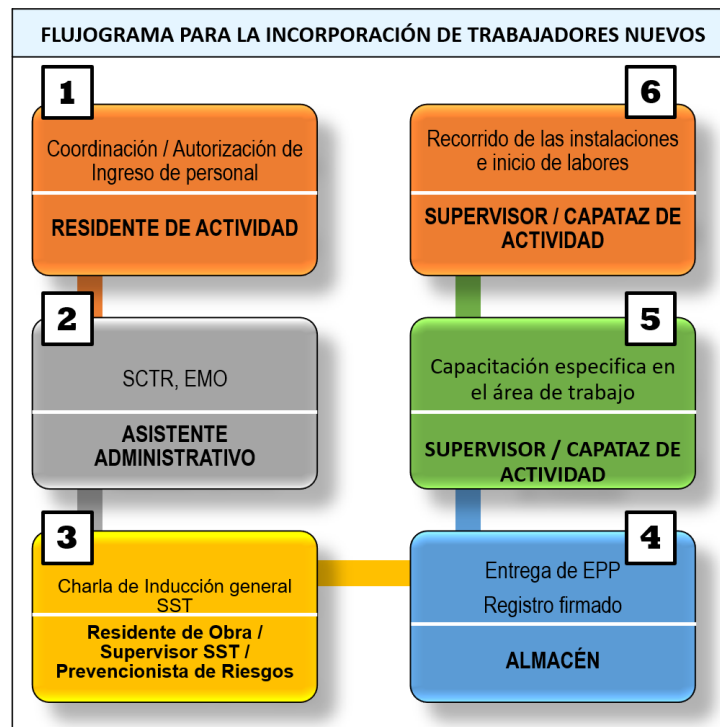 FLUJOGRAMA PARA LA INCORPORACIÓN DE TRABAJADORES NUEVOS
1
Coordinación / Autorización de
Ingreso de personal
RESIDENTE DE ACTIVIDAD
2
SCTR, EMO
ASISTENTE
ADMINISTRATIVO
3
Charla de Inducción general
SST
Residente de Obra /
Supervisor SST /
Prevencionista de Riesgos
4
Entrega de EPP
Registro firmado
ALMACÉN
5
Capacitación especifica en
el área de trabajo
SUPERVISOR / CAPATAZ DE
ACTIVIDAD
6
Recorrido de las instalaciones
e inicio de labores
SUPERVISOR / CAPATAZ DE
ACTIVIDAD